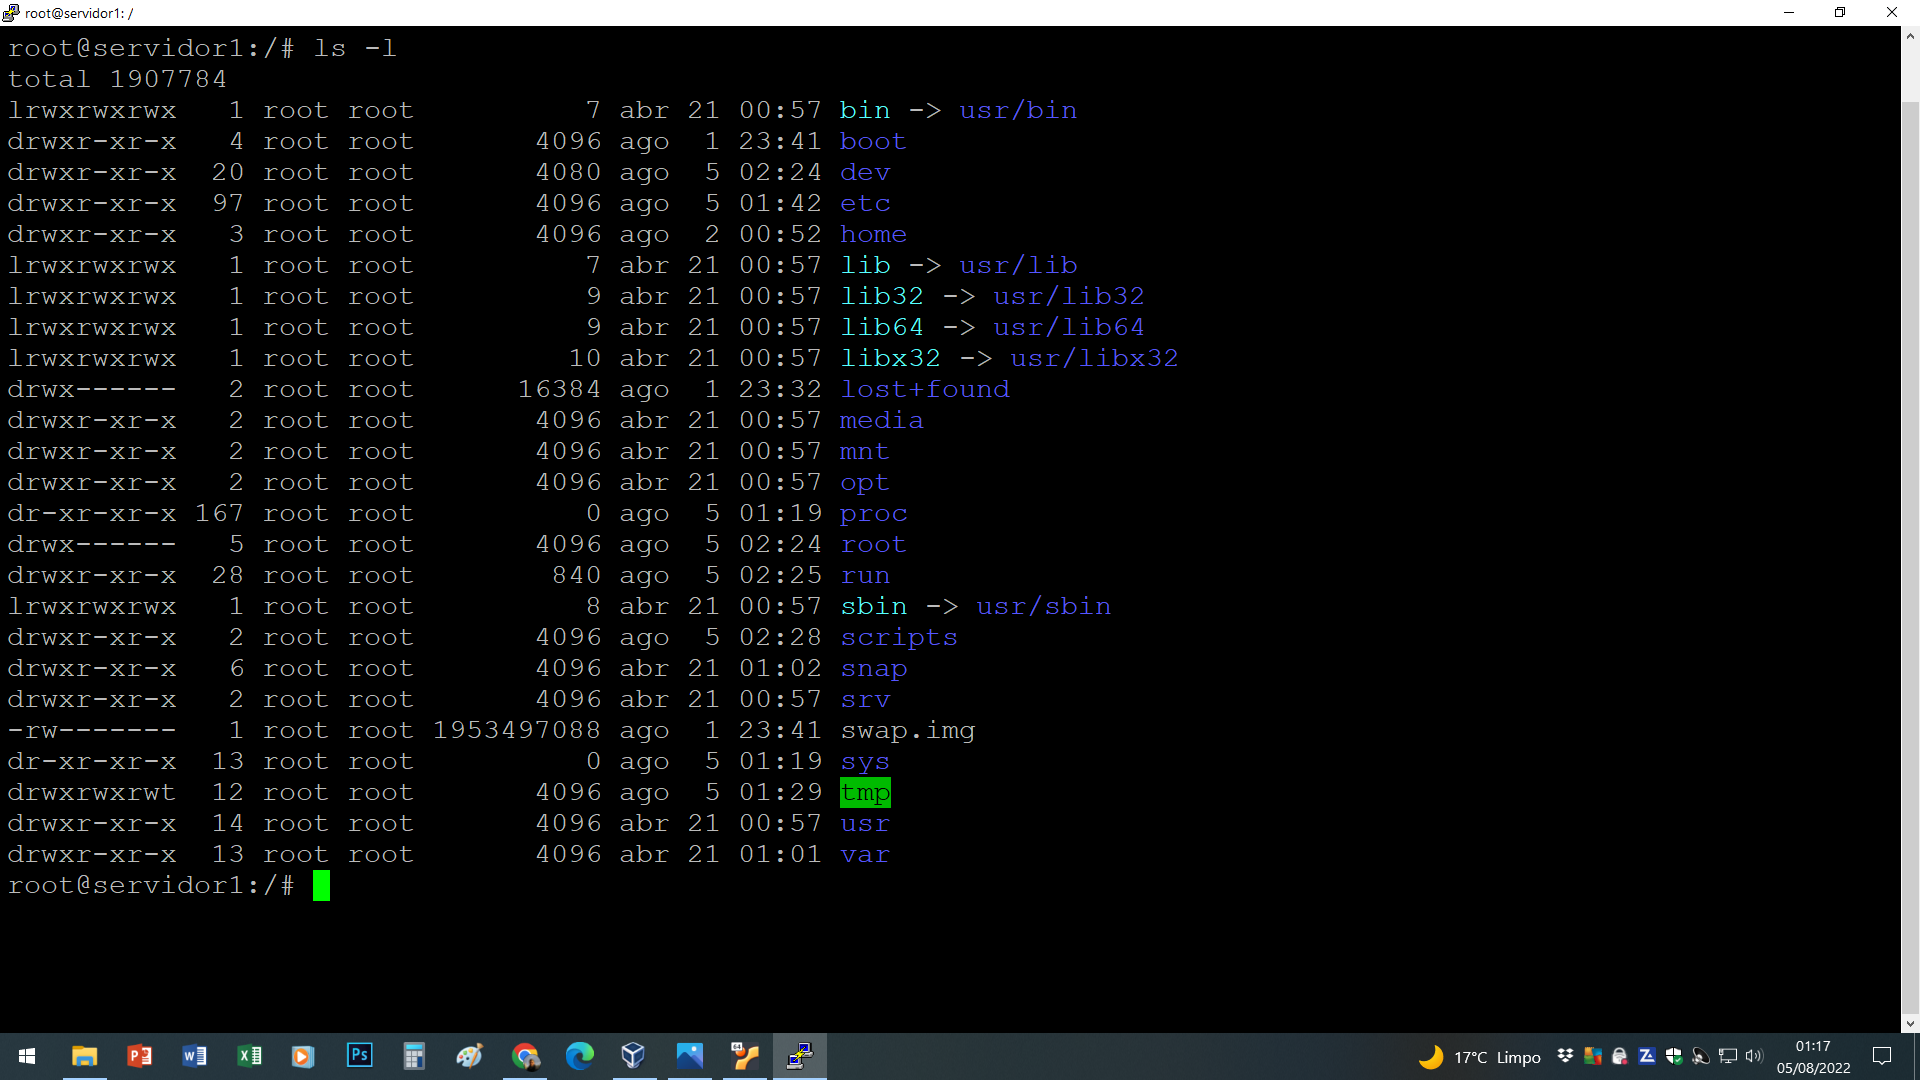 root@servidor1: /
root@servidor1:/# ls -l
total 1907784
lrwxrwxrwx   1 root root          7 abr 21 00:57 bin -> usr/bin
drwxr-xr-x   4 root root       4096 ago  1 23:41 boot
drwxr-xr-x  20 root root       4080 ago  5 02:24 dev
drwxr-xr-x  97 root root       4096 ago  5 01:42 etc
drwxr-xr-x   3 root root       4096 ago  2 00:52 home
lrwxrwxrwx   1 root root          7 abr 21 00:57 lib -> usr/lib
lrwxrwxrwx   1 root root          9 abr 21 00:57 lib32 -> usr/lib32
lrwxrwxrwx   1 root root          9 abr 21 00:57 lib64 -> usr/lib64
lrwxrwxrwx   1 root root         10 abr 21 00:57 libx32 -> usr/libx32
drwx------   2 root root      16384 ago  1 23:32 lost+found
drwxr-xr-x   2 root root       4096 abr 21 00:57 media
drwxr-xr-x   2 root root       4096 abr 21 00:57 mnt
drwxr-xr-x   2 root root       4096 abr 21 00:57 opt
dr-xr-xr-x 167 root root          0 ago  5 01:19 proc
drwx------   5 root root       4096 ago  5 02:24 root
drwxr-xr-x  28 root root        840 ago  5 02:25 run
lrwxrwxrwx   1 root root          8 abr 21 00:57 sbin -> usr/sbin
drwxr-xr-x   2 root root       4096 ago  5 02:28 scripts
drwxr-xr-x   6 root root       4096 abr 21 01:02 snap
drwxr-xr-x   2 root root       4096 abr 21 00:57 srv
-rw-------   1 root root 1953497088 ago  1 23:41 swap.img
dr-xr-xr-x  13 root root          0 ago  5 01:19 sys
drwxrwxrwt  12 root root       4096 ago  5 01:29 tmp
drwxr-xr-x  14 root root       4096 abr 21 00:57 usr
drwxr-xr-x  13 root root       4096 abr 21 01:01 var
root@servidor1:/#
17°C Limpo
01:17
05/08/2022